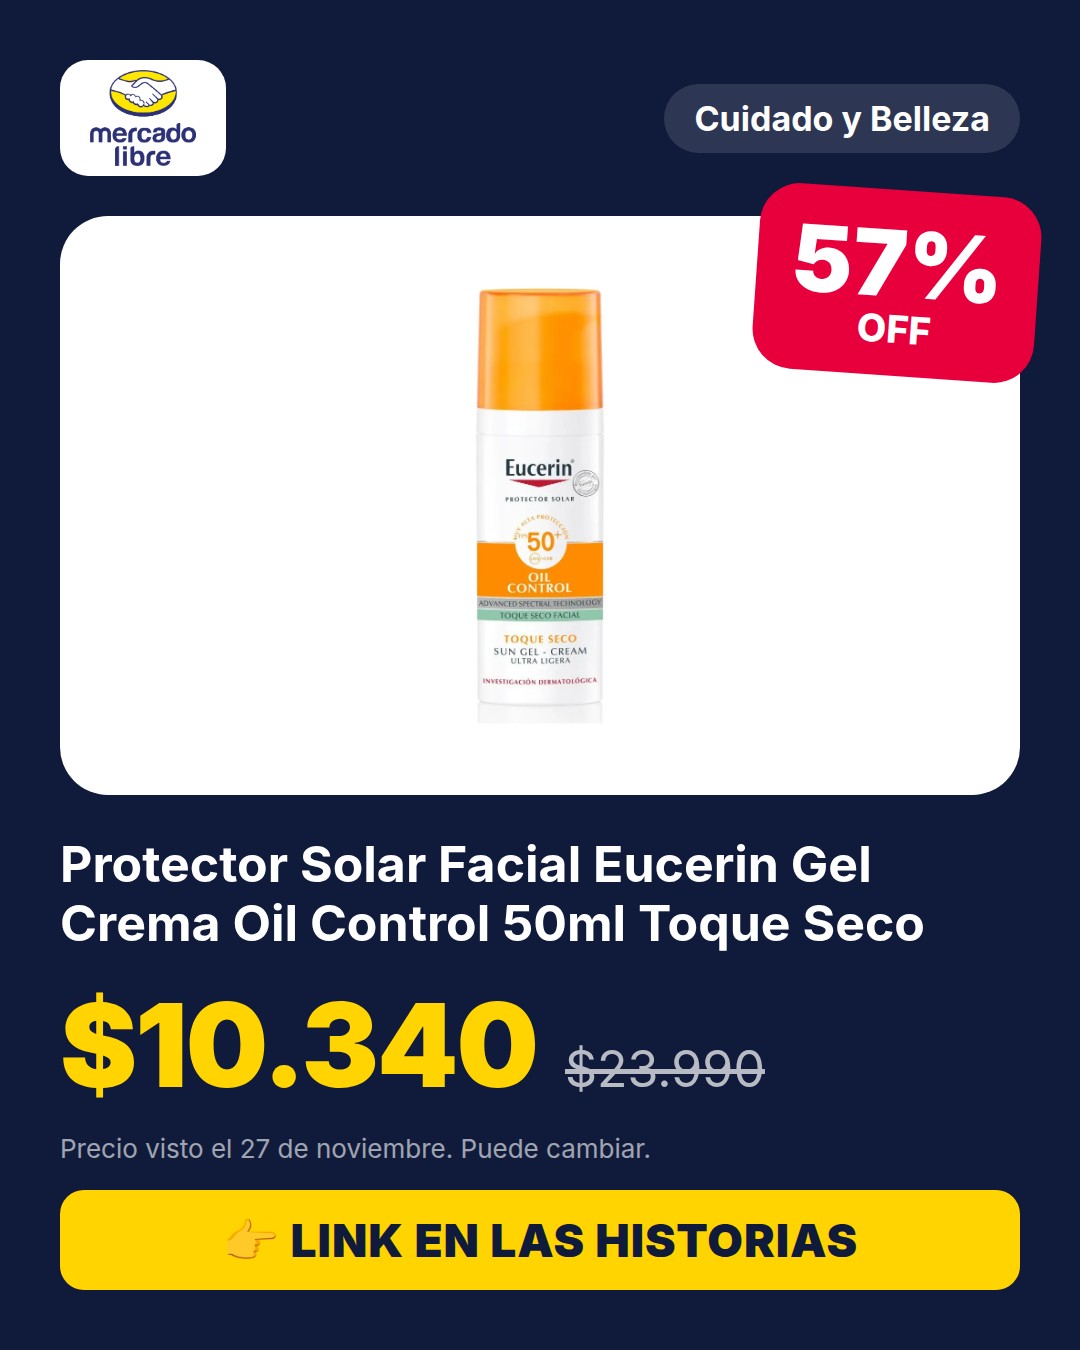 mercado
libre
Cuidado y Belleza
57%
OFF
Eucerin
PROTECTOR SOLAR
50+
OIL
CONTROL
ADVANCED SPECTRAL TECHNOLOGY
TOQUE SECO FACIAL
TOQUE SECO
SUN GEL - CREAM
ULTRA LIGERA
INVESTIGACIÓN DERMATOLÓGICA
Protector Solar Facial Eucerin Gel
Crema Oil Control 50ml Toque Seco
$10.340 $23.990
Precio visto el 27 de noviembre. Puede cambiar.
👉 LINK EN LAS HISTORIAS